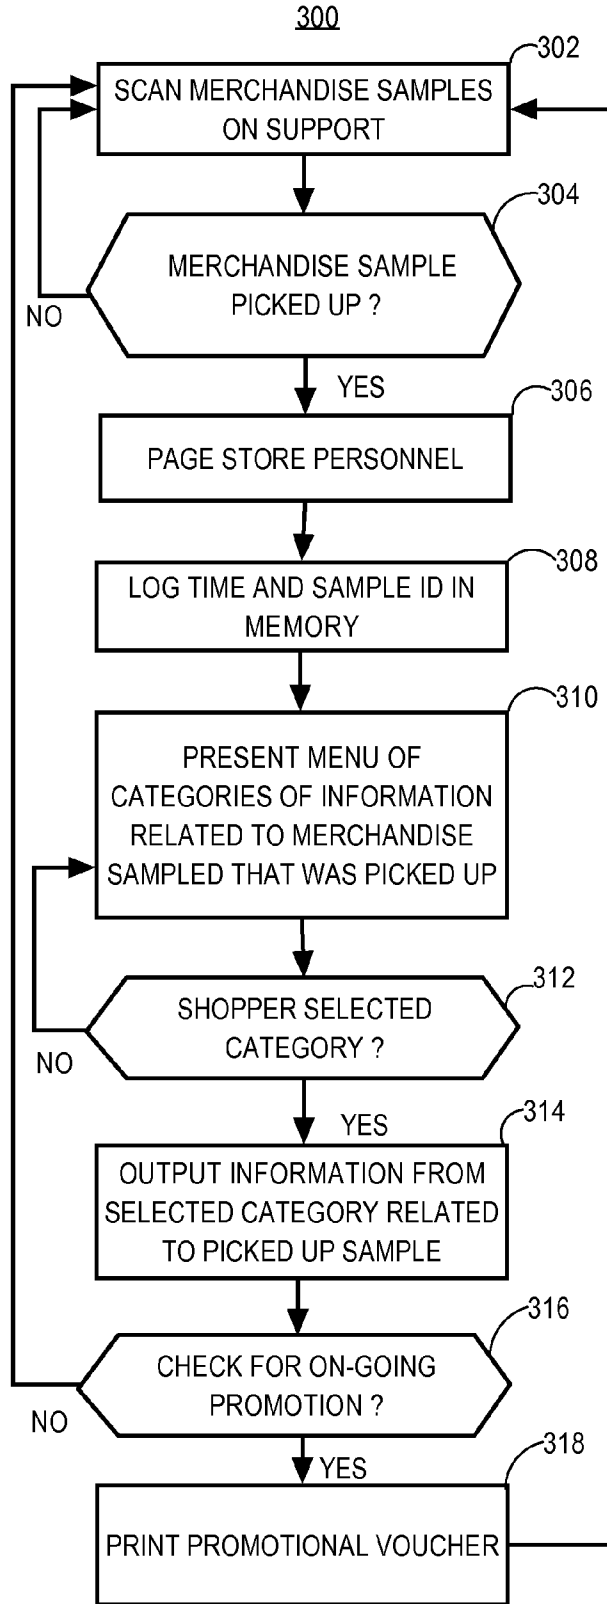 300
302
SCAN MERCHANDISE SAMPLES
ON SUPPORT
304
MERCHANDISE SAMPLE
PICKED UP ?
NO
YES
306
PAGE STORE PERSONNEL
308
LOG TIME AND SAMPLE ID IN
MEMORY
310
PRESENT MENU OF
CATEGORIES OF INFORMATION
RELATED TO MERCHANDISE
SAMPLED THAT WAS PICKED UP
312
SHOPPER SELECTED
CATEGORY ?
NO
YES
314
OUTPUT INFORMATION FROM
SELECTED CATEGORY RELATED
TO PICKED UP SAMPLE
316
CHECK FOR ON-GOING
PROMOTION ?
NO
YES
318
PRINT PROMOTIONAL VOUCHER